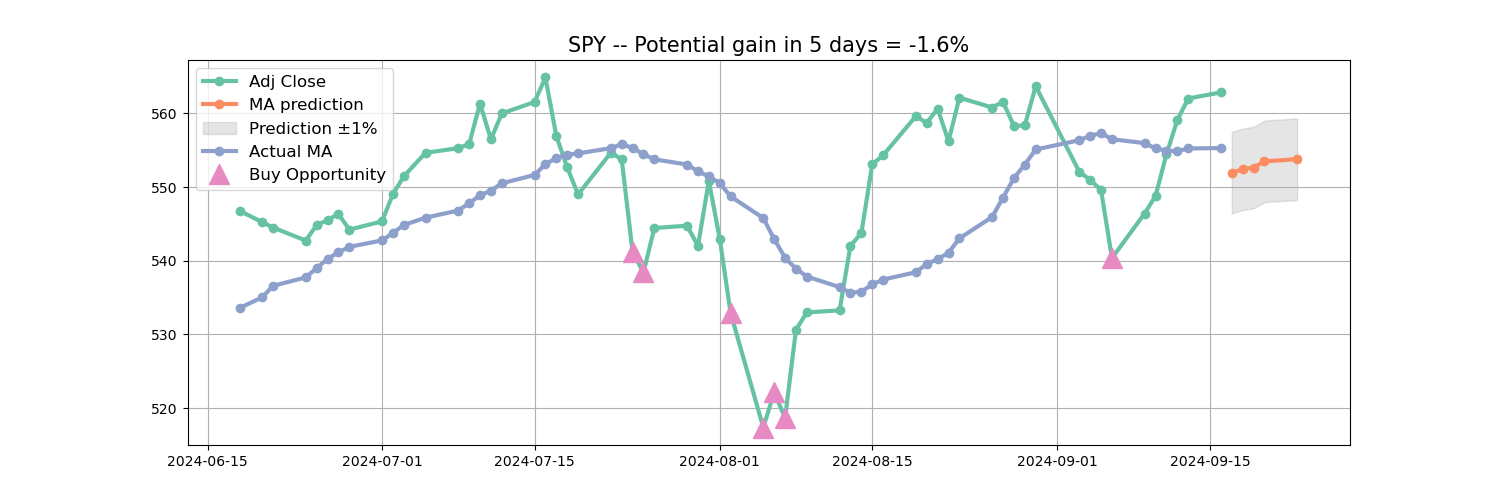 SPY -- Potential gain in 5 days = -1.6%
Adj Close
MA prediction
Prediction ±1%
Actual MA
Buy Opportunity
560
550
540
530
520
2024-06-15
2024-07-01
2024-07-15
2024-08-01
2024-08-15
2024-09-01
2024-09-15